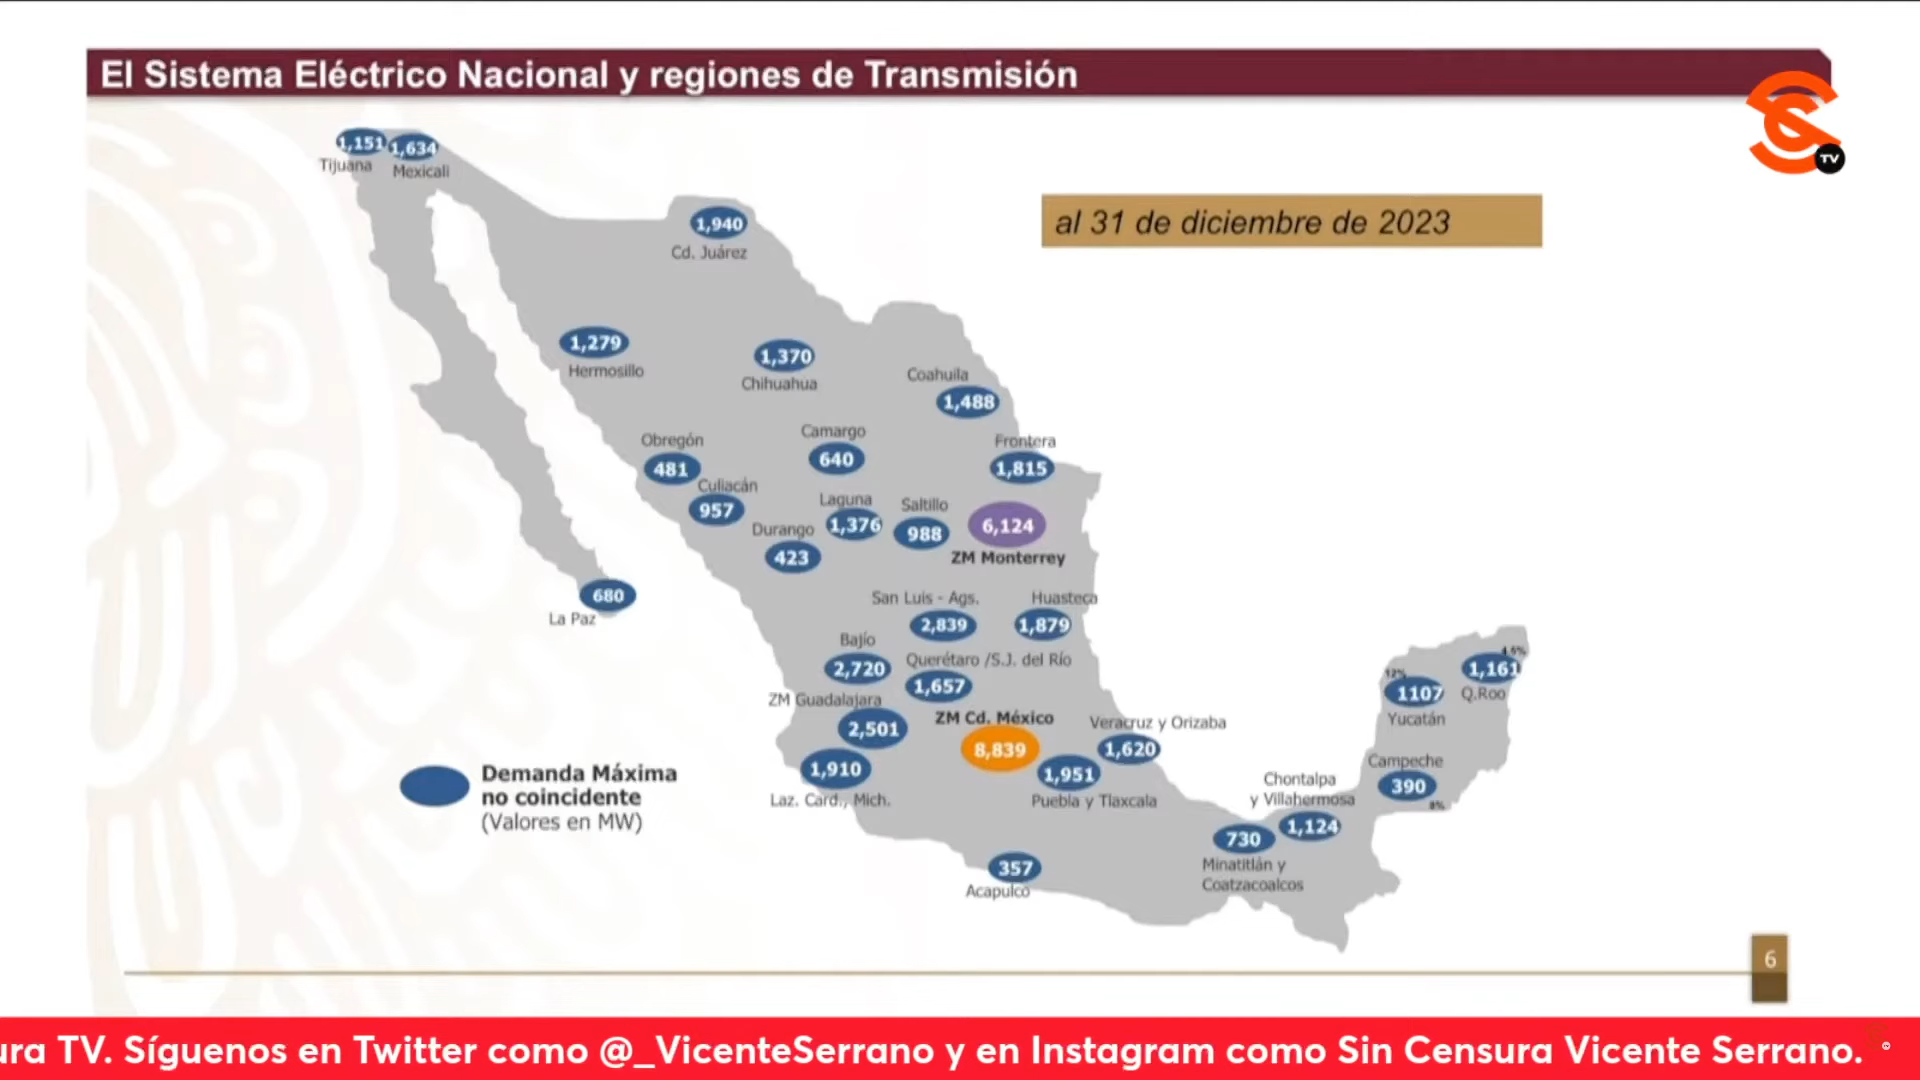 El Sistema Eléctrico Nacional y regiones de Transmisión
TV
al 31 de diciembre de 2023
1,151
Tijuana
1,634
Mexicali
1,940
Cd. Juárez
1,279
Hermosillo
1,370
Chihuahua
Coahuila
1,488
Camargo
640
Frontera
1,815
Obregón
481
Culiacán
957
Laguna
1,376
Saltillo
988
6,124
ZM Monterrey
Durango
423
680
La Paz
San Luis - Ags.
2,839
Huasteca
1,879
Bajío
2,720
Querétaro /S.J. del Río
1,657
ZM Guadalajara
2,501
ZM Cd. México
8,839
Veracruz y Orizaba
1,620
1,951
Puebla y Tlaxcala
1,910
Laz. Card., Mich.
4.5%
1,161
Q.Roo
12%
1107
Yucatán
Campeche
390
8%
Chontalpa
y Villahermosa
1,124
730
Minatitlán y
Coatzacoalcos
357
Acapulco
Demanda Máxima
no coincidente
(Valores en MW)
6
ura TV. Síguenos en Twitter como @_VicenteSerrano y en Instagram como Sin Censura Vicente Serrano.